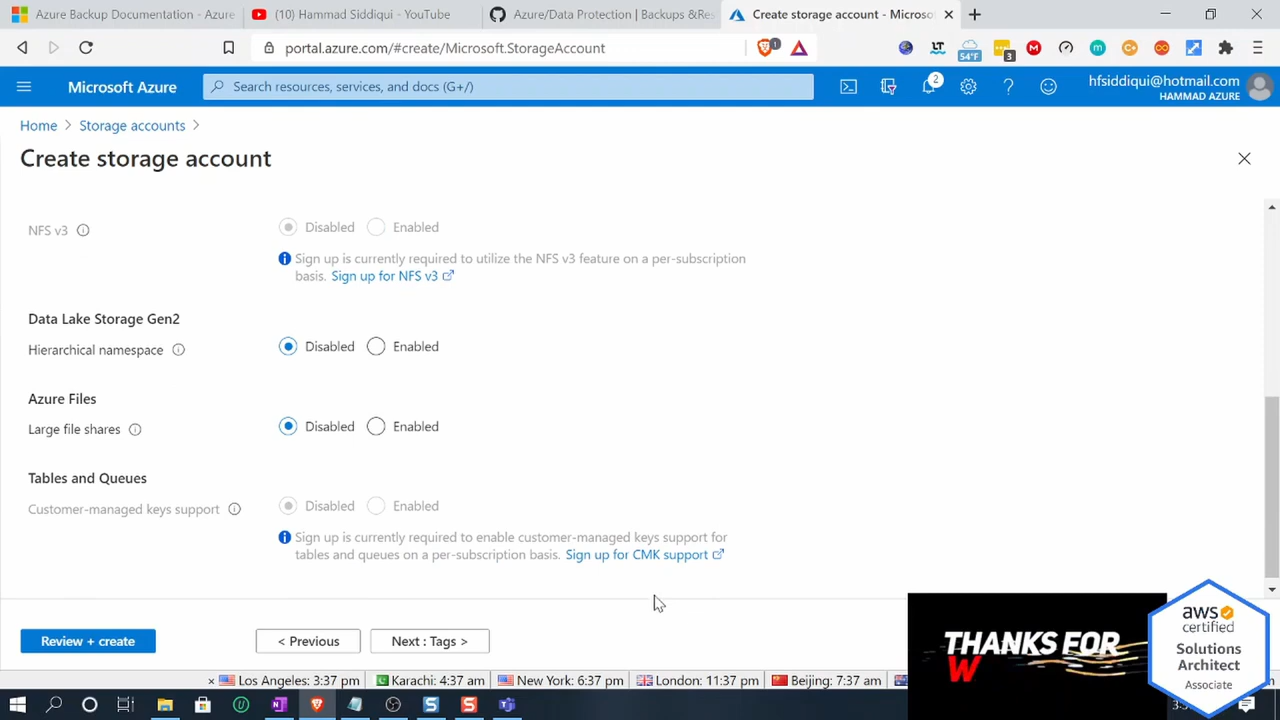 Azure Backup Documentation - Azure
(10) Hammad Siddiqui - YouTube
Azure/Data Protection | Backups &Res
Create storage account - Microsof
portal.azure.com/#create/Microsoft.StorageAccount
1
LT
54°F
3
Microsoft Azure
Search resources, services, and docs (G+/)
2
hfsiddiqui@hotmail.com
HAMMAD AZURE
Home > Storage accounts >
Create storage account
NFS v3
Disabled Enabled
Sign up is currently required to utilize the NFS v3 feature on a per-subscription
basis. Sign up for NFS v3
Data Lake Storage Gen2
Hierarchical namespace
Disabled Enabled
Azure Files
Large file shares
Disabled Enabled
Tables and Queues
Customer-managed keys support
Disabled Enabled
Sign up is currently required to enable customer-managed keys support for
tables and queues on a per-subscription basis. Sign up for CMK support
Review + create
< Previous
Next : Tags >
THANKS FOR
W
aws
certified
Solutions
Architect
Associate
Los Angeles: 3:37 pm
37 am
New York: 6:37 pm
London: 11:37 pm
Beijing: 7:37 am